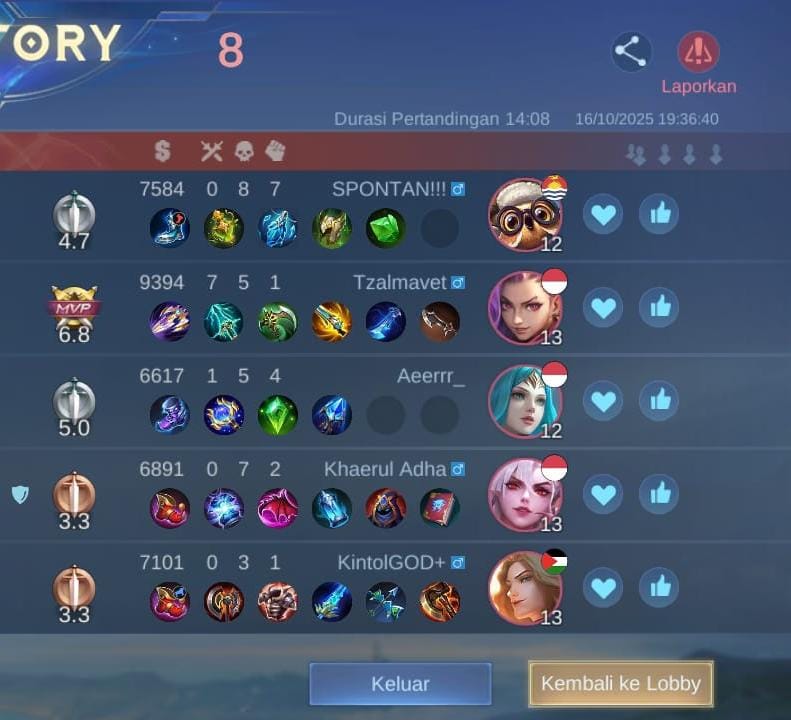 TORY 8
Laporkan
Durasi Pertandingan 14:08 16/10/2025 19:36:40
7584 0 8 7 SPONTAN!!!
4.7 12
9394 7 5 1 Tzalmavet
MVP
6.8 13
6617 1 5 4 Aeerrr_
5.0 12
6891 0 7 2 Khaerul Adha
3.3 13
7101 0 3 1 KintolGOD+
3.3 13
Keluar Kembali ke Lobby